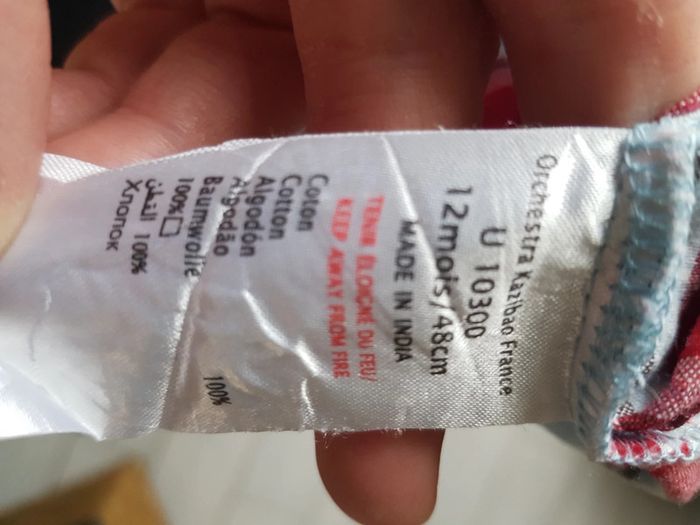 Orchestra Kazibao France
U 10300
12mois/48cm
MADE IN INDIA
TENIR ÉLOIGNÉ DU FEU/
KEEP AWAY FROM FIRE
Coton
Cotton
Algodón
Algodão
Baumwolle 100%
100%□
100% القطن
Хлопок